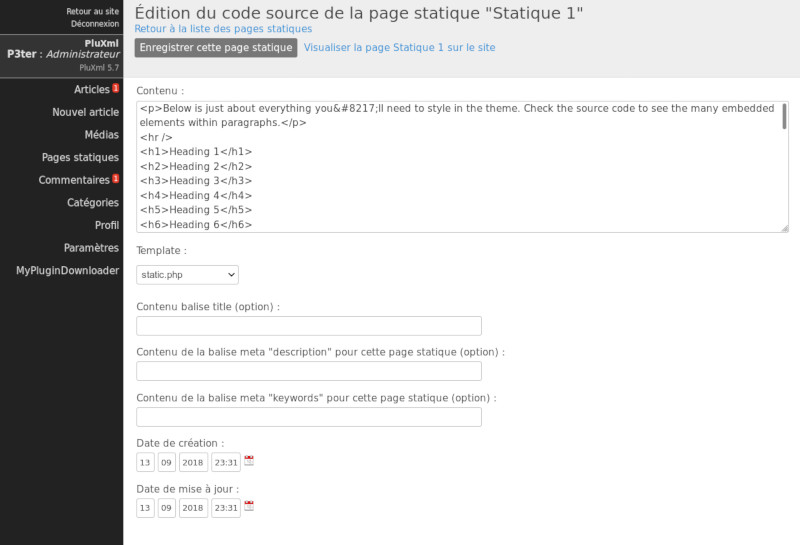 Retour au site
Déconnexion
PluXml
P3ter : Administrateur
PluXml 5.7
Articles 1
Nouvel article
Médias
Pages statiques
Commentaires 1
Catégories
Profil
Paramètres
MyPluginDownloader
Édition du code source de la page statique "Statique 1"
Retour à la liste des pages statiques
Enregistrer cette page statique Visualiser la page Statique 1 sur le site
Contenu :
<p>Below is just about everything you&#8217;ll need to style in the theme. Check the source code to see the many embedded
elements within paragraphs.</p>
<hr />
<h1>Heading 1</h1>
<h2>Heading 2</h2>
<h3>Heading 3</h3>
<h4>Heading 4</h4>
<h5>Heading 5</h5>
<h6>Heading 6</h6>
Template :
static.php
Contenu balise title (option) :
Contenu de la balise meta "description" pour cette page statique (option) :
Contenu de la balise meta "keywords" pour cette page statique (option) :
Date de création :
13 09 2018 23:31
Date de mise à jour :
13 09 2018 23:31